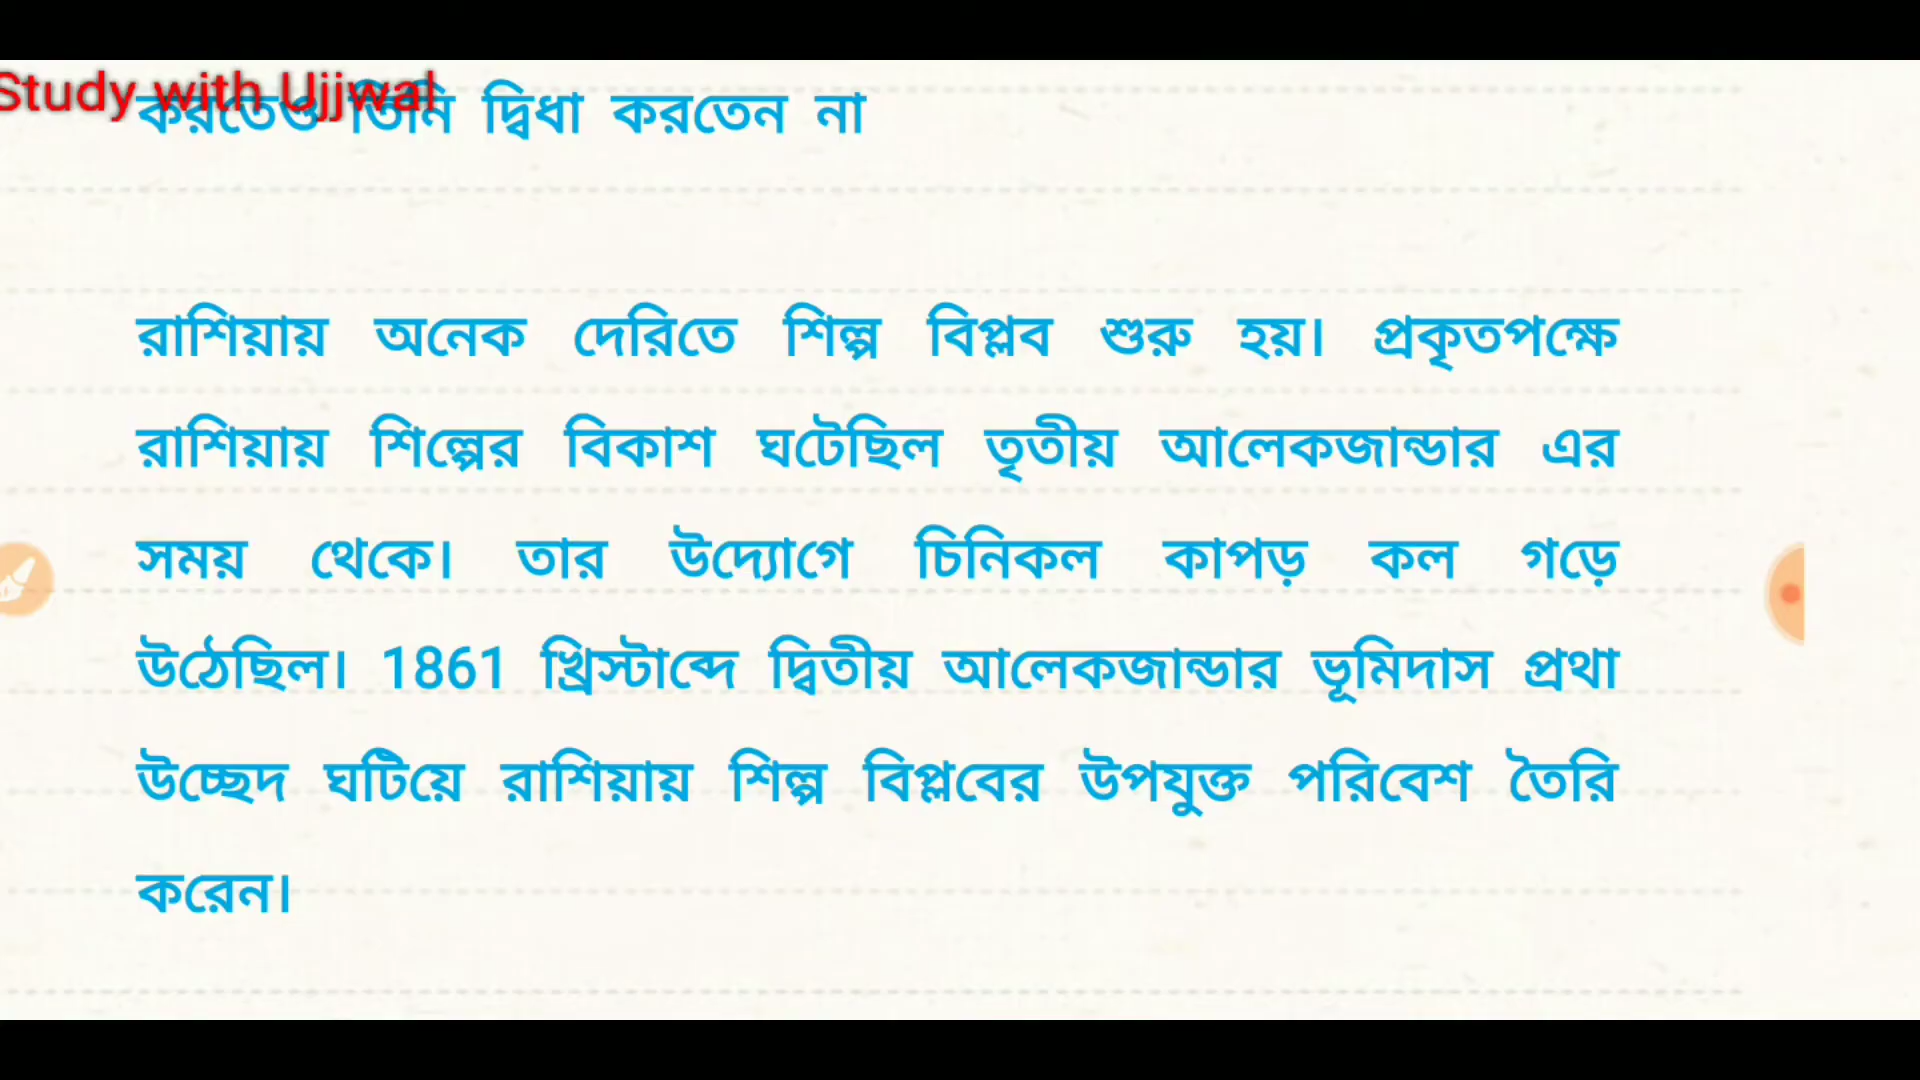 Study with Ujjwal
করতেও তিনি দ্বিধা করতেন না
রাশিয়ায় অনেক দেরিতে শিল্প বিপ্লব শুরু হয়। প্রকৃতপক্ষে
রাশিয়ায় শিল্পের বিকাশ ঘটেছিল তৃতীয় আলেকজান্ডার এর
সময় থেকে। তার উদ্যোগে চিনিকল কাপড় কল গড়ে
উঠেছিল। 1861 খ্রিস্টাব্দে দ্বিতীয় আলেকজান্ডার ভূমিদাস প্রথা
উচ্ছেদ ঘটিয়ে রাশিয়ায় শিল্প বিপ্লবের উপযুক্ত পরিবেশ তৈরি
করেন।